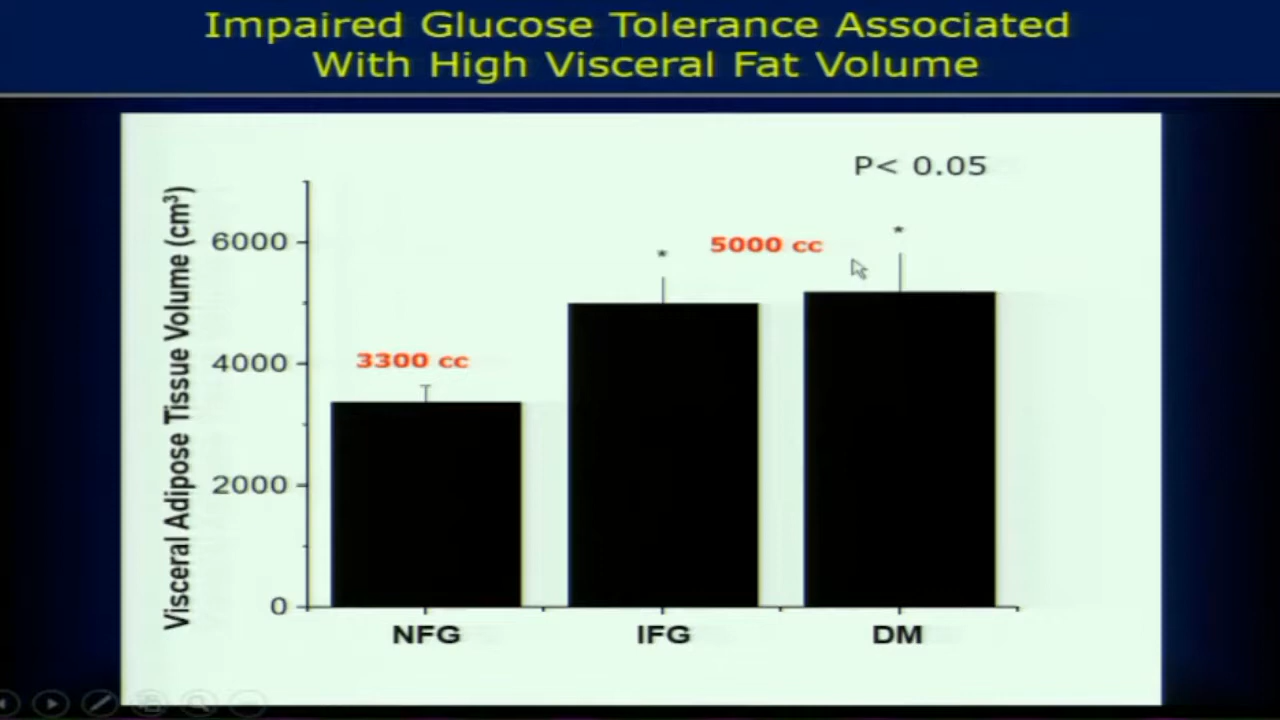 Impaired Glucose Tolerance Associated
With High Visceral Fat Volume
P< 0.05
Visceral Adipose Tissue Volume (cm³)
6000
4000
2000
0
3300 cc
*
5000 cc
*
NFG
IFG
DM